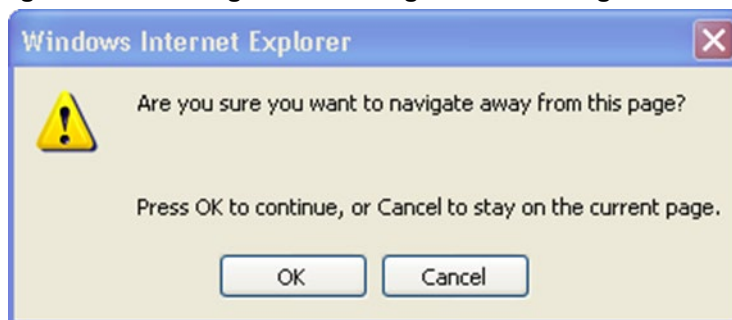 Windows Internet Explorer
Are you sure you want to navigate away from this page?
Press OK to continue, or Cancel to stay on the current page.
OK Cancel